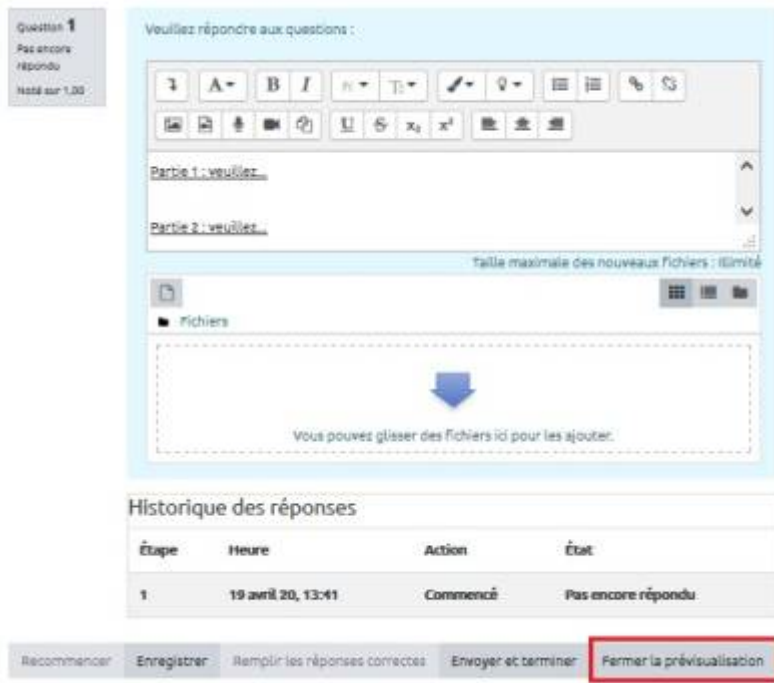 Question 1
Pas encore
répondu
Noté sur 1,00
Veuillez répondre aux questions :
Partie 1 : veuillez...
Partie 2 : veuillez...
Taille maximale des nouveaux fichiers : Illimité
Fichiers
Vous pouvez glisser des fichiers ici pour les ajouter.
Historique des réponses
Étape Heure Action État
1 19 avril 20, 13:41 Commencé Pas encore répondu
Recommencer Enregistrer Remplir les réponses correctes Envoyer et terminer Fermer la prévisualisation